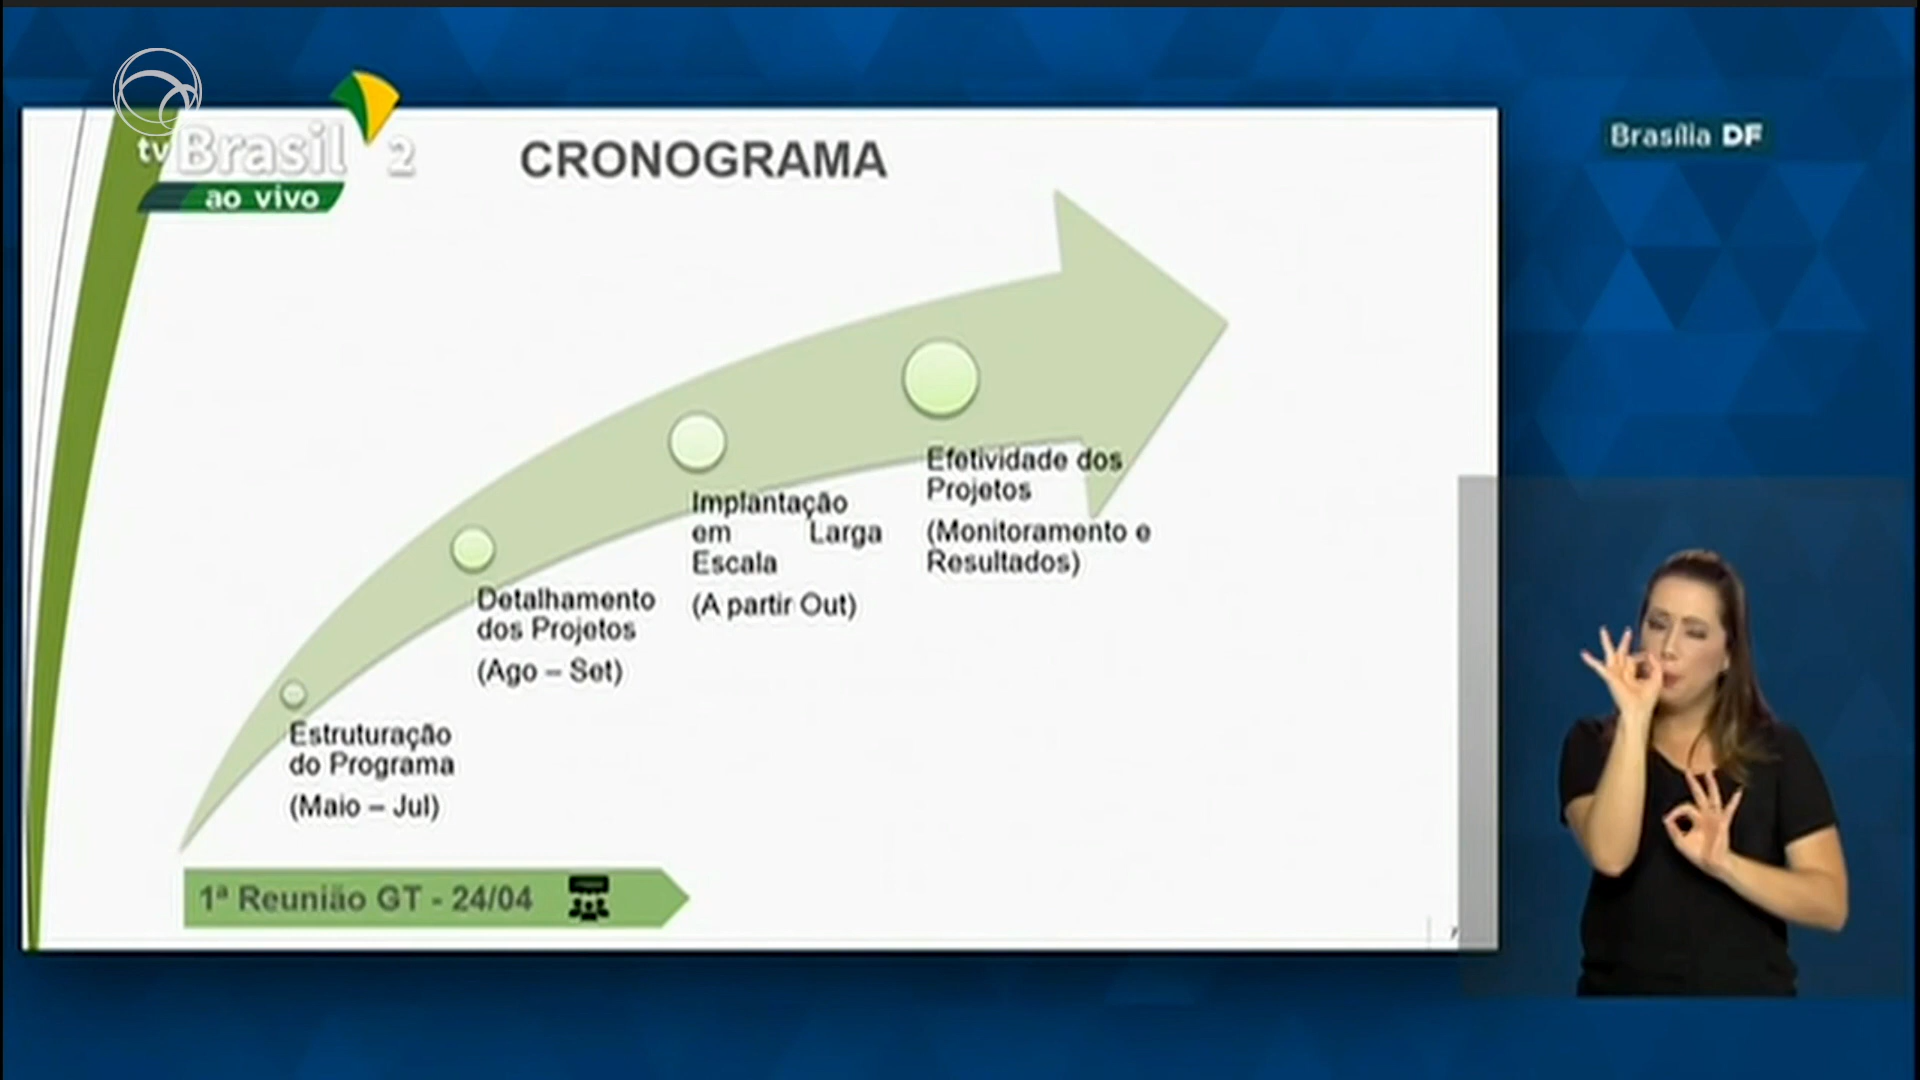 tv Brasil 2
ao vivo
CRONOGRAMA
Brasília DF
Estruturação
do Programa
(Maio – Jul)
Detalhamento
dos Projetos
(Ago – Set)
Implantação
em Larga
Escala
(A partir Out)
Efetividade dos
Projetos
(Monitoramento e
Resultados)
1ª Reunião GT - 24/04